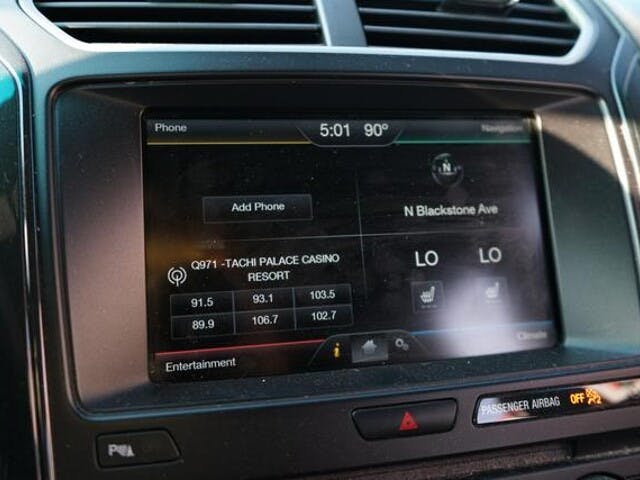 Phone
5:01 90°
Navigation
N
Add Phone
N Blackstone Ave
Q971 -TACHI PALACE CASINO
RESORT
LO LO
91.5 93.1 103.5
89.9 106.7 102.7
Entertainment
i
Climate
PASSENGER AIRBAG OFF
P